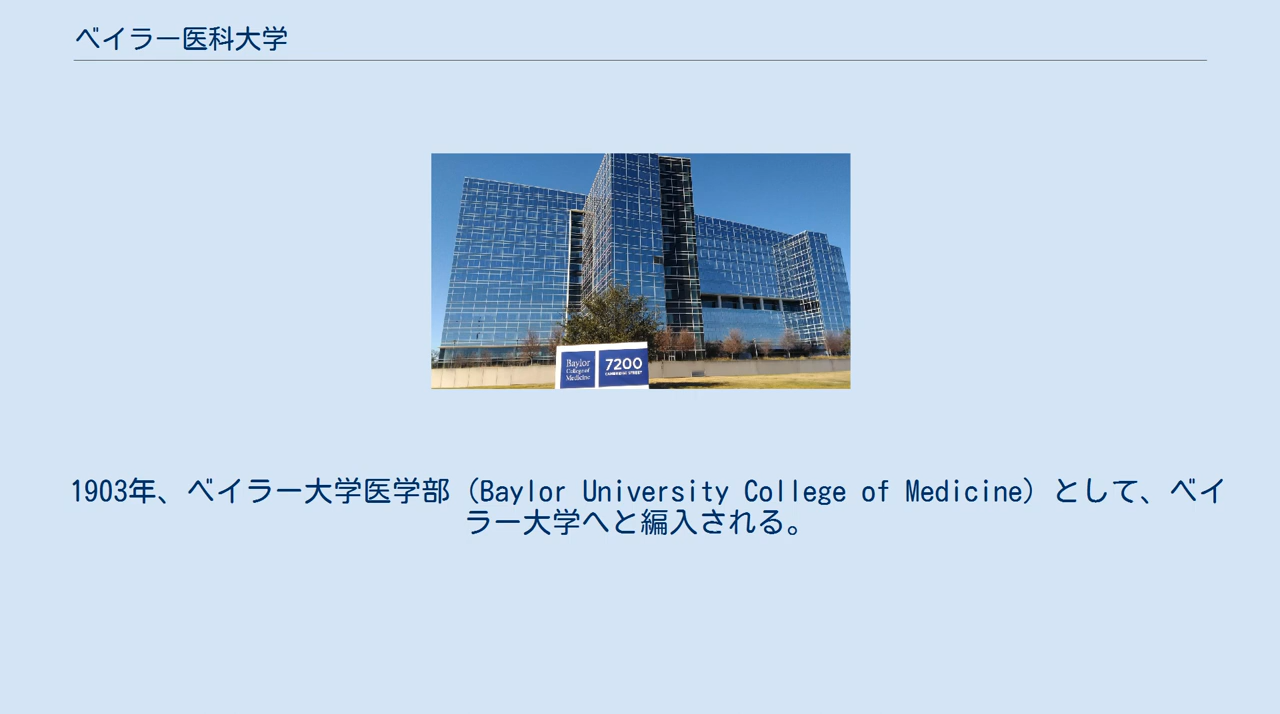 ベイラー医科大学
Baylor
College of
Medicine
7200
CAMBRIDGE STREET
1903年、ベイラー大学医学部（Baylor University College of Medicine）として、ベイ
ラー大学へと編入される。